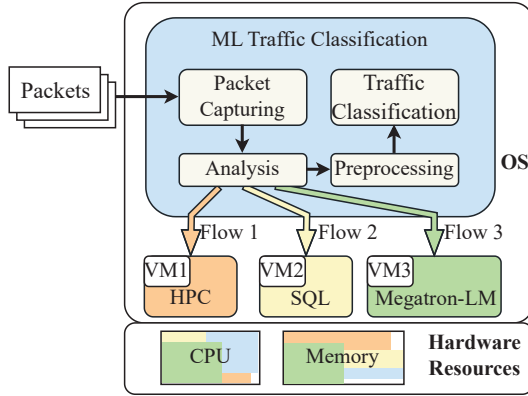 ML Traffic Classification
Packets
Packet
Capturing
Traffic
Classification
Analysis
Preprocessing
OS
Flow 1
Flow 2
Flow 3
VM1
HPC
VM2
SQL
VM3
Megatron-LM
CPU
Memory
Hardware
Resources